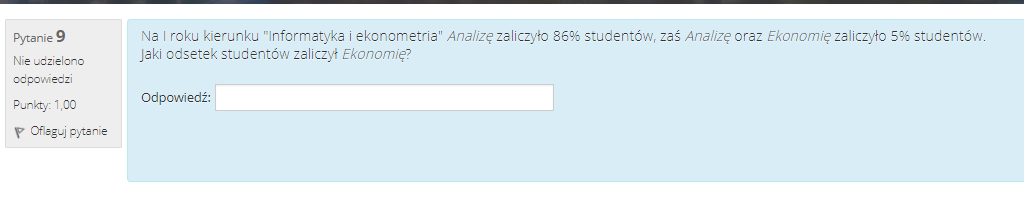 Pytanie 9
Nie udzielono
odpowiedzi
Punkty: 1,00
Oflaguj pytanie
Na I roku kierunku "Informatyka i ekonometria" Analizę zaliczyło 86% studentów, zaś Analizę oraz Ekonomię zaliczyło 5% studentów.
Jaki odsetek studentów zaliczył Ekonomię?
Odpowiedź: